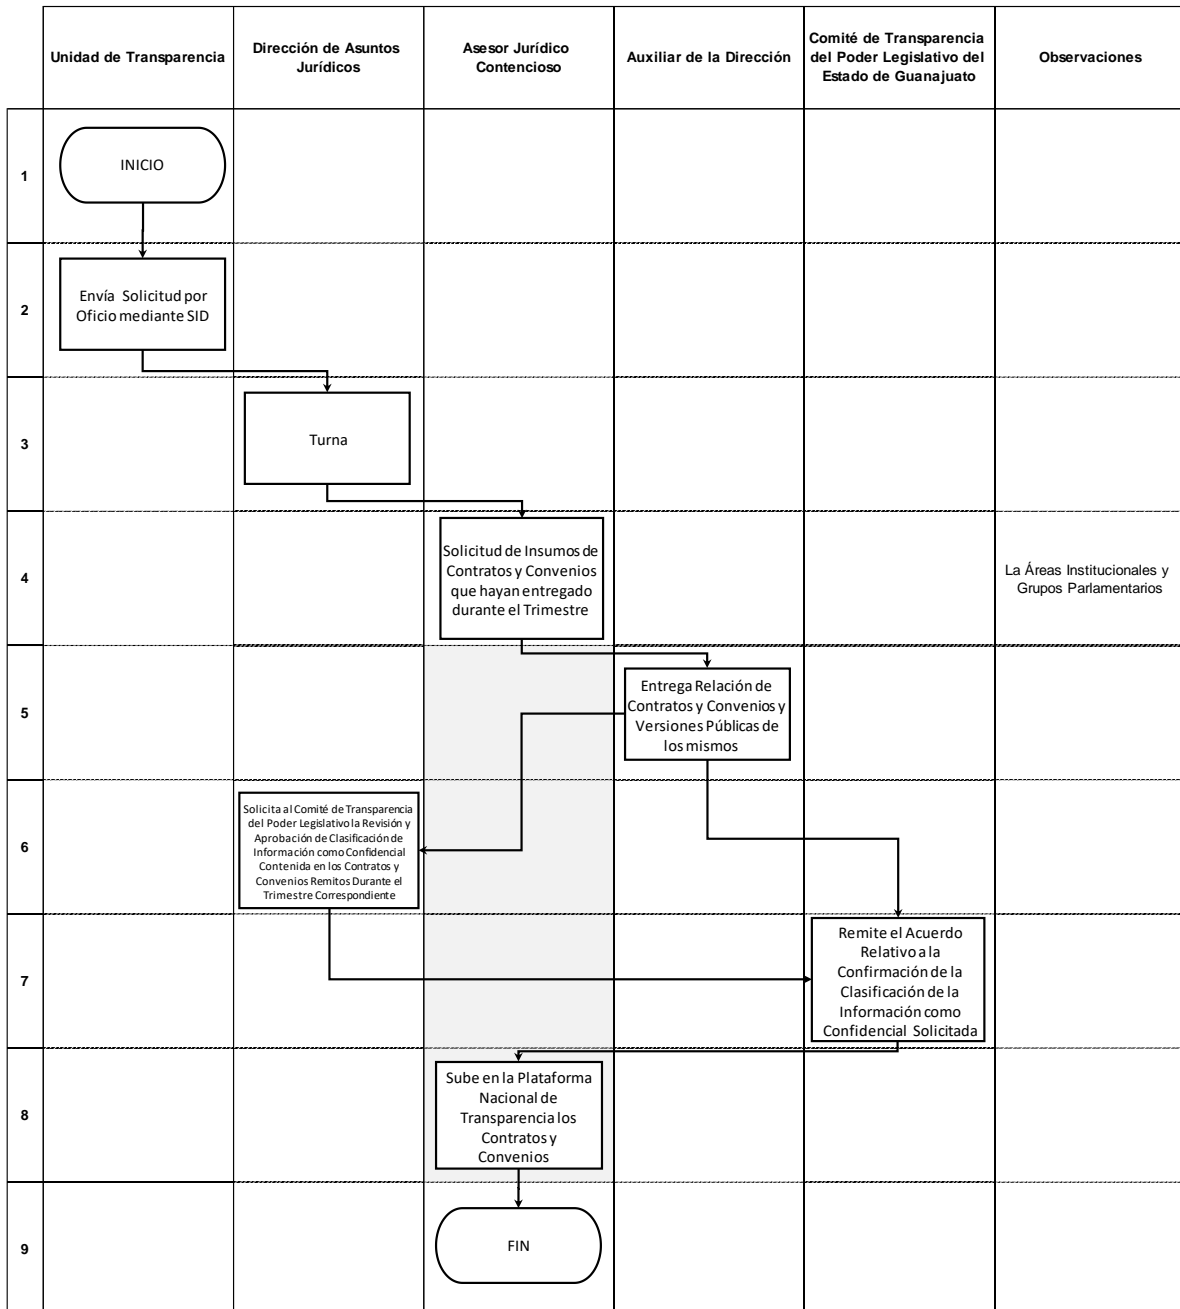 Unidad de Transparencia
Dirección de Asuntos
Jurídicos
Asesor Jurídico
Contencioso
Auxiliar de la Dirección
Comité de Transparencia
del Poder Legislativo del
Estado de Guanajuato
Observaciones
1
INICIO
2
Envía Solicitud por
Oficio mediante SID
3
Turna
4
Solicitud de Insumos de
Contratos y Convenios
que hayan entregado
durante el Trimestre
La Áreas Institucionales y
Grupos Parlamentarios
5
Entrega Relación de
Contratos y Convenios y
Versiones Públicas de
los mismos
6
Solicita al Comité de Transparencia
del Poder Legislativo la Revisión y
Aprobación de Clasificación de
Información como Confidencial
Contenida en los Contratos y
Convenios Remitos Durante el
Trimestre Correspondiente
7
Remite el Acuerdo
Relativo a la
Confirmación de la
Clasificación de la
Información como
Confidencial Solicitada
8
Sube en la Plataforma
Nacional de
Transparencia los
Contratos y
Convenios
9
FIN